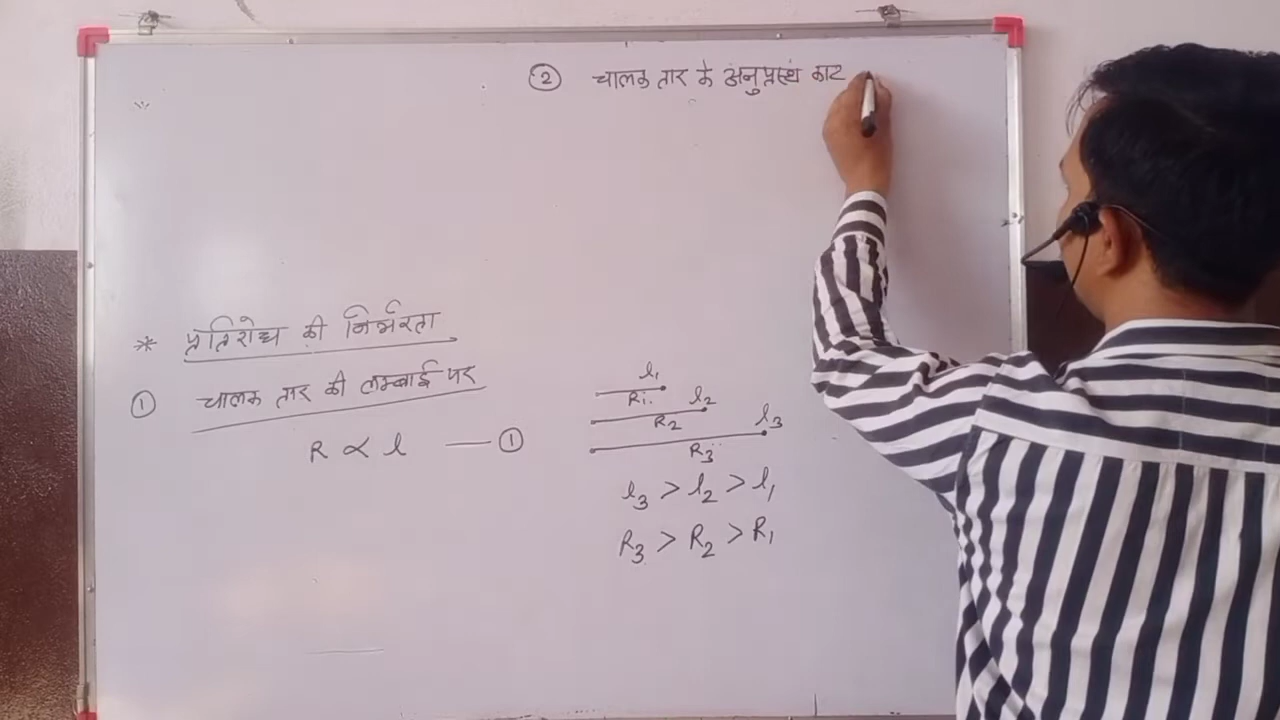 ② चालक तार के अनुप्रस्थ काट
* प्रतिरोध की निर्भरता
① चालक तार की लम्बाई पर
R ∝ l — ①
l₁
R₁
l₂
R₂
l₃
R₃
l₃ > l₂ > l₁
R₃ > R₂ > R₁